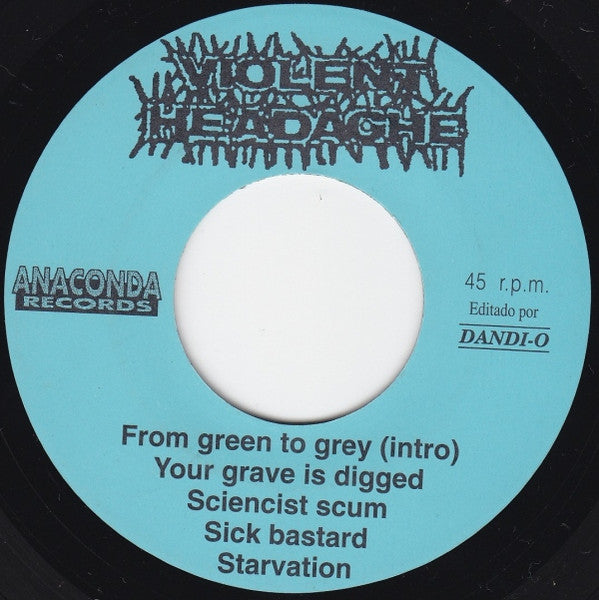 VIOLENT
HEADACHE
ANACONDA
RECORDS
45 r.p.m.
Editado por
DANDI-O
From green to grey (intro)
Your grave is digged
Sciencist scum
Sick bastard
Starvation